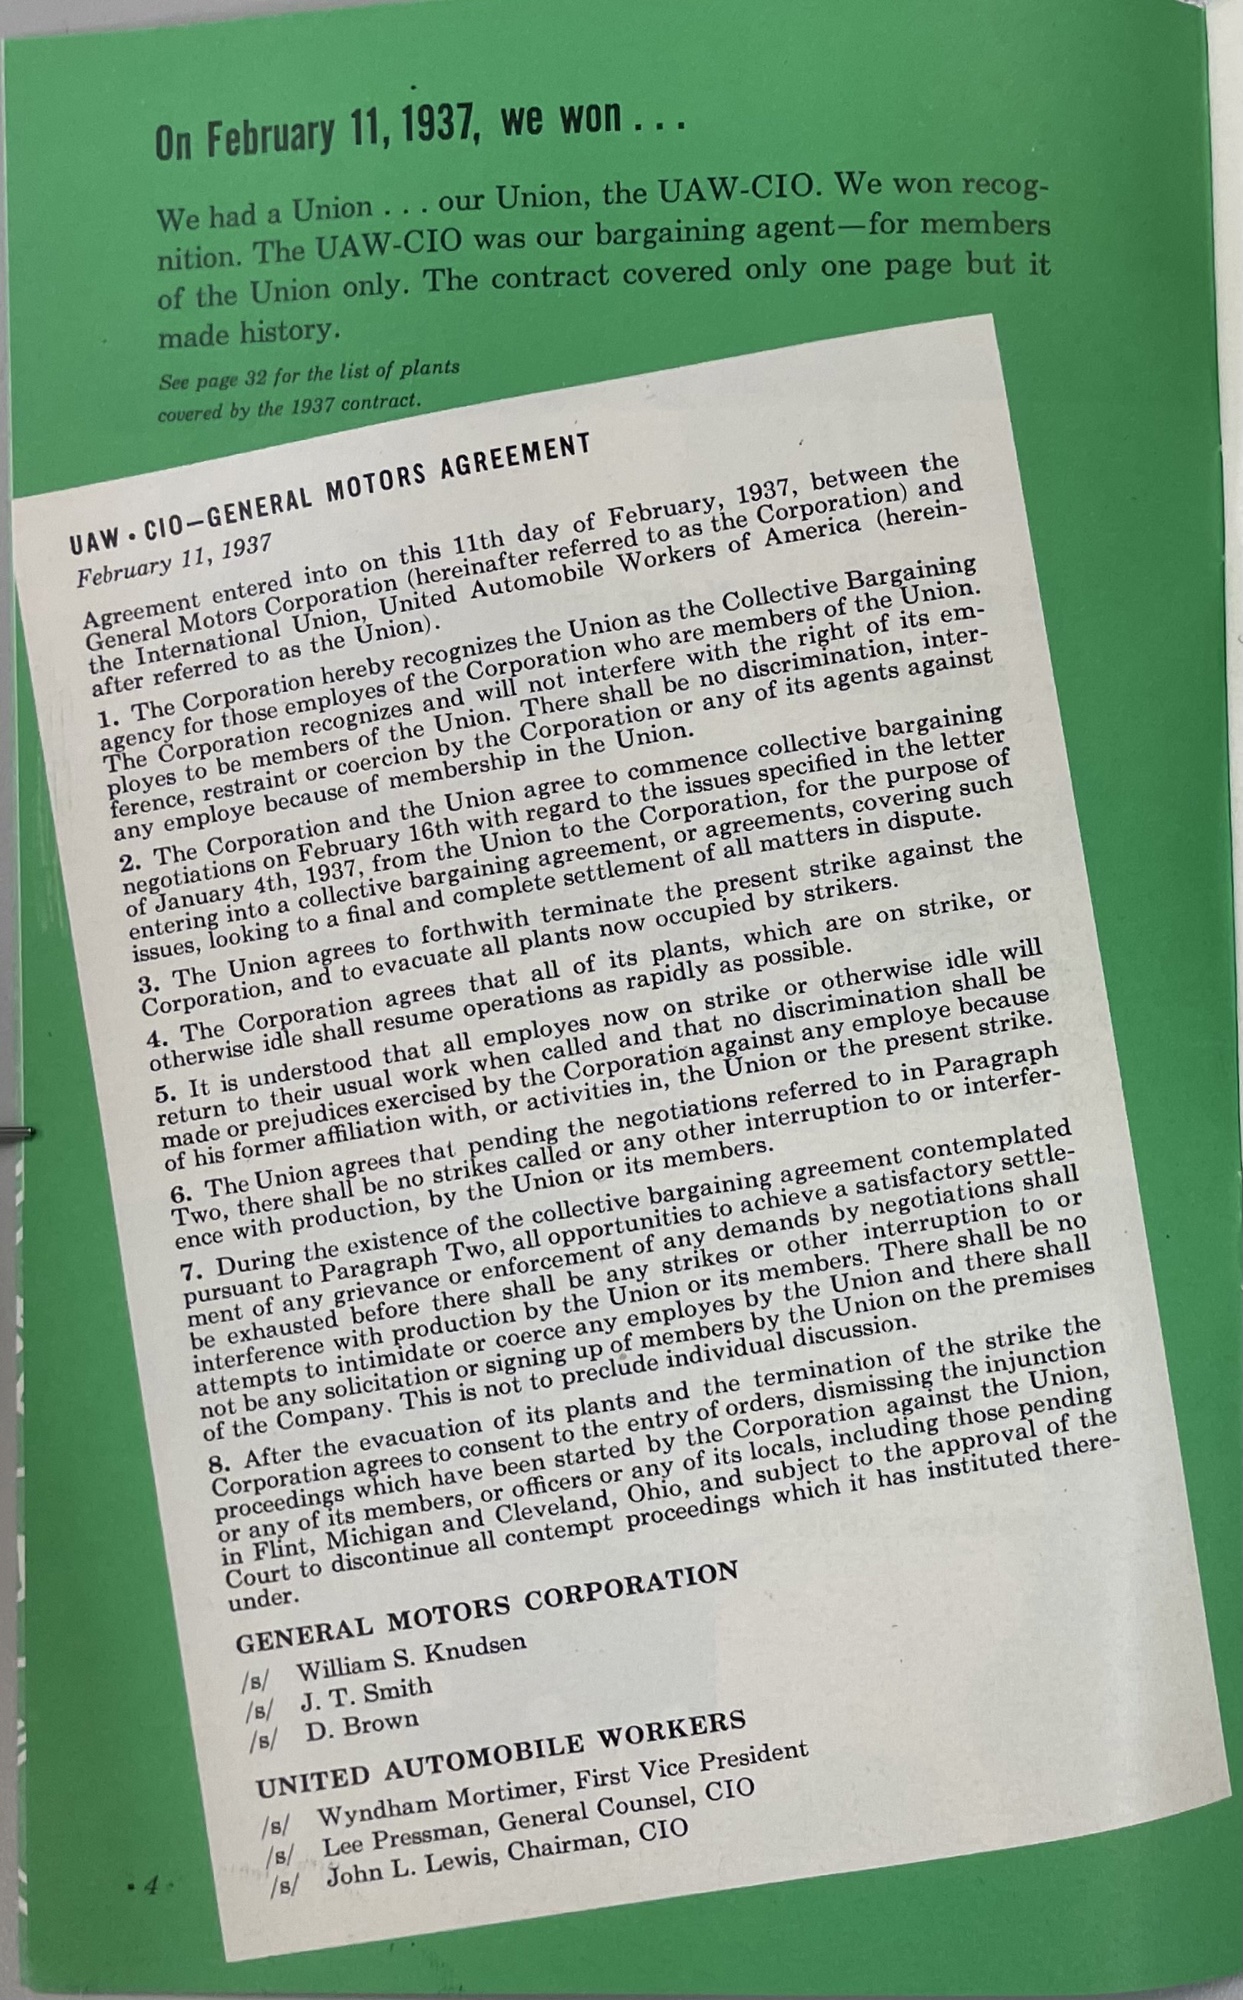 On February 11, 1937, we won . . .
We had a Union . . . our Union, the UAW-CIO. We won recog-
nition. The UAW-CIO was our bargaining agent—for members
of the Union only. The contract covered only one page but it
made history.
See page 32 for the list of plants
covered by the 1937 contract.
UAW • CIO—GENERAL MOTORS AGREEMENT
February 11, 1937
Agreement entered into on this 11th day of February, 1937, between the
General Motors Corporation (hereinafter referred to as the Corporation) and
the International Union, United Automobile Workers of America (herein-
after referred to as the Union).
1. The Corporation hereby recognizes the Union as the Collective Bargaining
agency for those employes of the Corporation who are members of the Union.
The Corporation recognizes and will not interfere with the right of its em-
ployes to be members of the Union. There shall be no discrimination, inter-
ference, restraint or coercion by the Corporation or any of its agents against
any employe because of membership in the Union.
2. The Corporation and the Union agree to commence collective bargaining
negotiations on February 16th with regard to the issues specified in the letter
of January 4th, 1937, from the Union to the Corporation, for the purpose of
entering into a collective bargaining agreement, or agreements, covering such
issues, looking to a final and complete settlement of all matters in dispute.
3. The Union agrees to forthwith terminate the present strike against the
Corporation, and to evacuate all plants now occupied by strikers.
4. The Corporation agrees that all of its plants, which are on strike, or
otherwise idle shall resume operations as rapidly as possible.
5. It is understood that all employes now on strike or otherwise idle will
return to their usual work when called and that no discrimination shall be
made or prejudices exercised by the Corporation against any employe because
of his former affiliation with, or activities in, the Union or the present strike.
6. The Union agrees that pending the negotiations referred to in Paragraph
Two, there shall be no strikes called or any other interruption to or interfer-
ence with production, by the Union or its members.
7. During the existence of the collective bargaining agreement contemplated
pursuant to Paragraph Two, all opportunities to achieve a satisfactory settle-
ment of any grievance or enforcement of any demands by negotiations shall
be exhausted before there shall be any strikes or other interruption to or
interference with production by the Union or its members. There shall be no
attempts to intimidate or coerce any employes by the Union and there shall
not be any solicitation or signing up of members by the Union on the premises
of the Company. This is not to preclude individual discussion.
8. After the evacuation of its plants and the termination of the strike the
Corporation agrees to consent to the entry of orders, dismissing the injunction
proceedings which have been started by the Corporation against the Union,
or any of its members, or officers or any of its locals, including those pending
in Flint, Michigan and Cleveland, Ohio, and subject to the approval of the
Court to discontinue all contempt proceedings which it has instituted there-
under.
GENERAL MOTORS CORPORATION
/s/ William S. Knudsen
/s/ J. T. Smith
/s/ D. Brown
UNITED AUTOMOBILE WORKERS
/s/ Wyndham Mortimer, First Vice President
/s/ Lee Pressman, General Counsel, CIO
/s/ John L. Lewis, Chairman, CIO
• 4 •